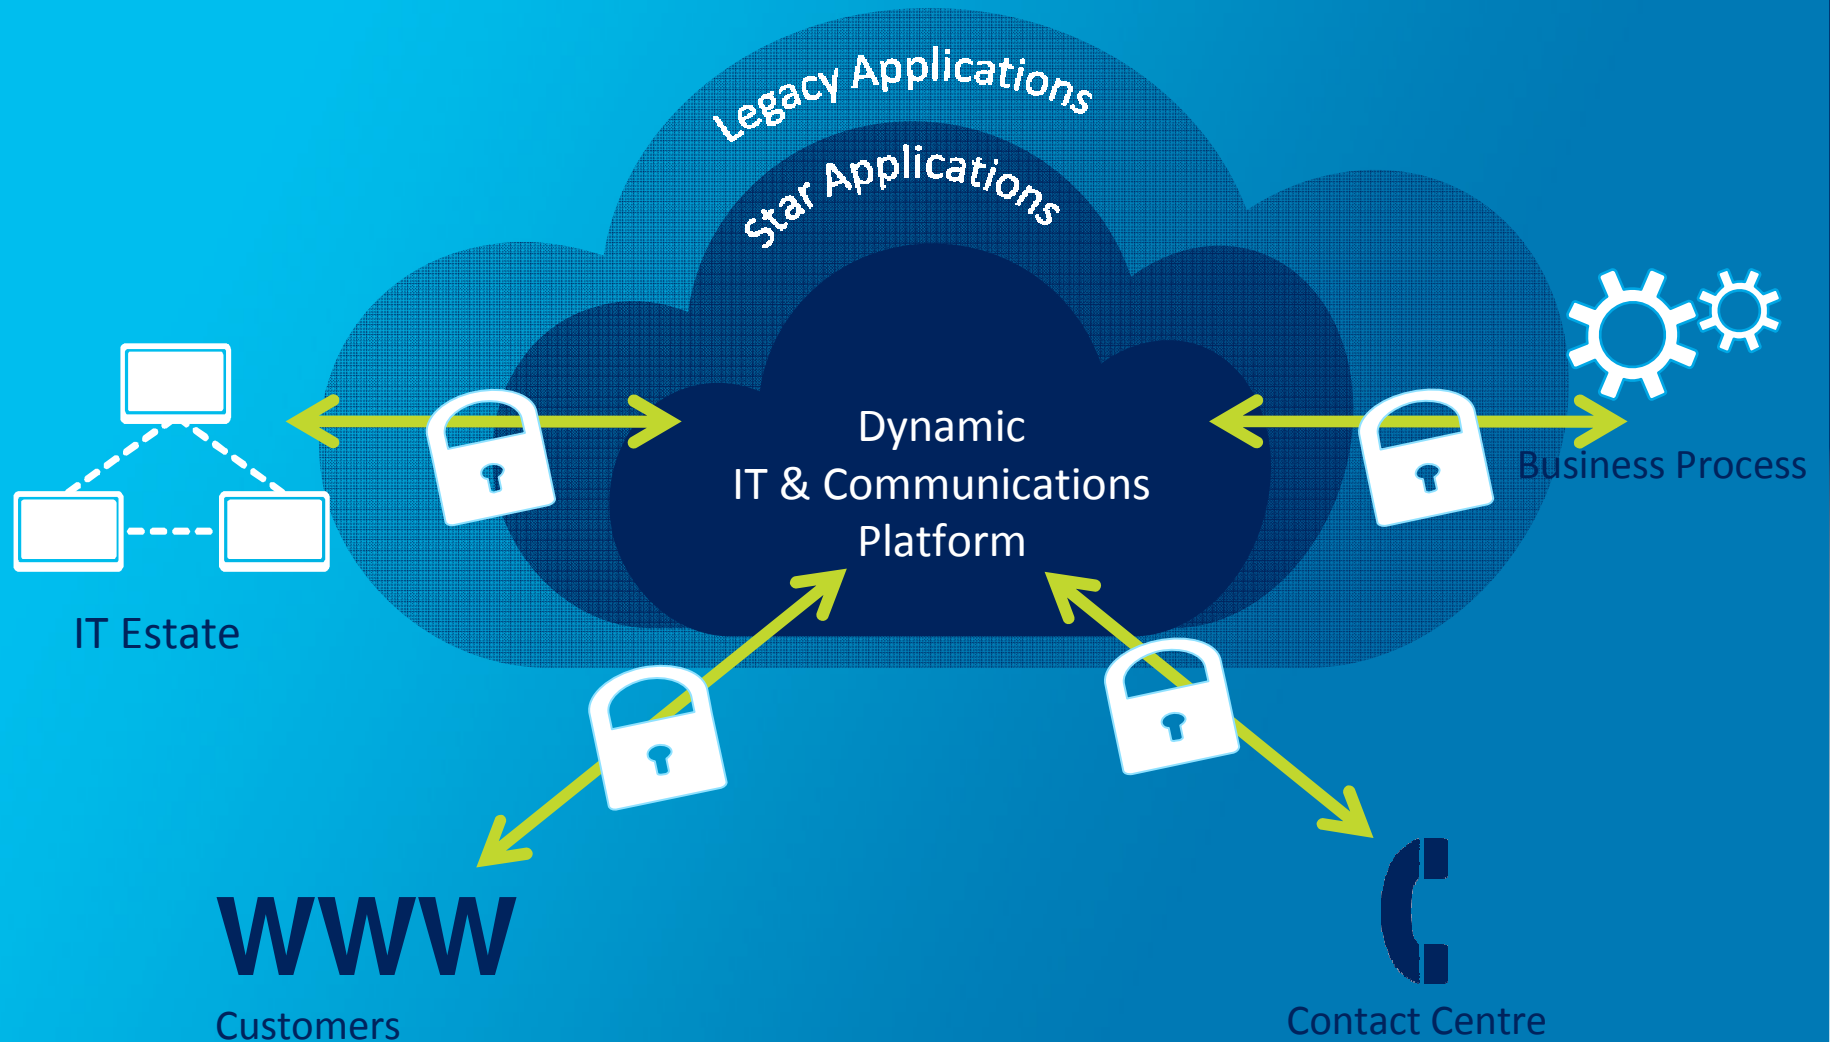 Legacy Applications
Star Applications
Dynamic
IT & Communications
Platform
Business Process
IT Estate
WWW
Customers
Contact Centre